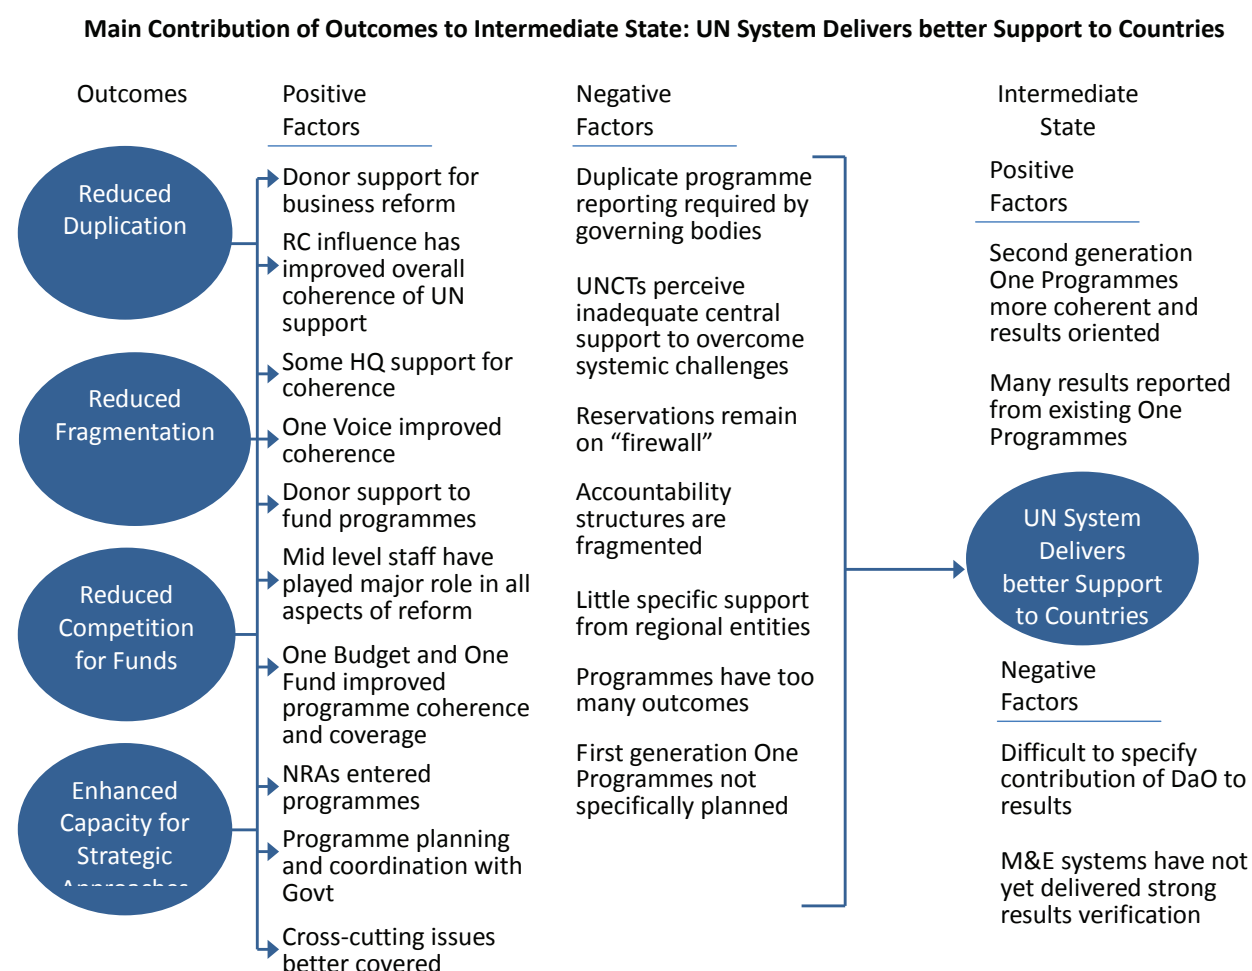 Main Contribution of Outcomes to Intermediate State: UN System Delivers better Support to Countries
Outcomes
Reduced
Duplication
Reduced
Fragmentation
Reduced
Competition
for Funds
Enhanced
Capacity for
Strategic
Approaches
Positive
Factors
Donor support for
business reform
RC influence has
improved overall
coherence of UN
support
Some HQ support for
coherence
One Voice improved
coherence
Donor support to
fund programmes
Mid level staff have
played major role in all
aspects of reform
One Budget and One
Fund improved
programme coherence
and coverage
NRAs entered
programmes
Programme planning
and coordination with
Govt
Cross-cutting issues
better covered
Negative
Factors
Duplicate programme
reporting required by
governing bodies
UNCTs perceive
inadequate central
support to overcome
systemic challenges
Reservations remain
on “firewall”
Accountability
structures are
fragmented
Little specific support
from regional entities
Programmes have too
many outcomes
First generation One
Programmes not
specifically planned
Intermediate
State
Positive
Factors
Second generation
One Programmes
more coherent and
results oriented
Many results reported
from existing One
Programmes
UN System
Delivers
better Support
to Countries
Negative
Factors
Difficult to specify
contribution of DaO to
results
M&E systems have not
yet delivered strong
results verification